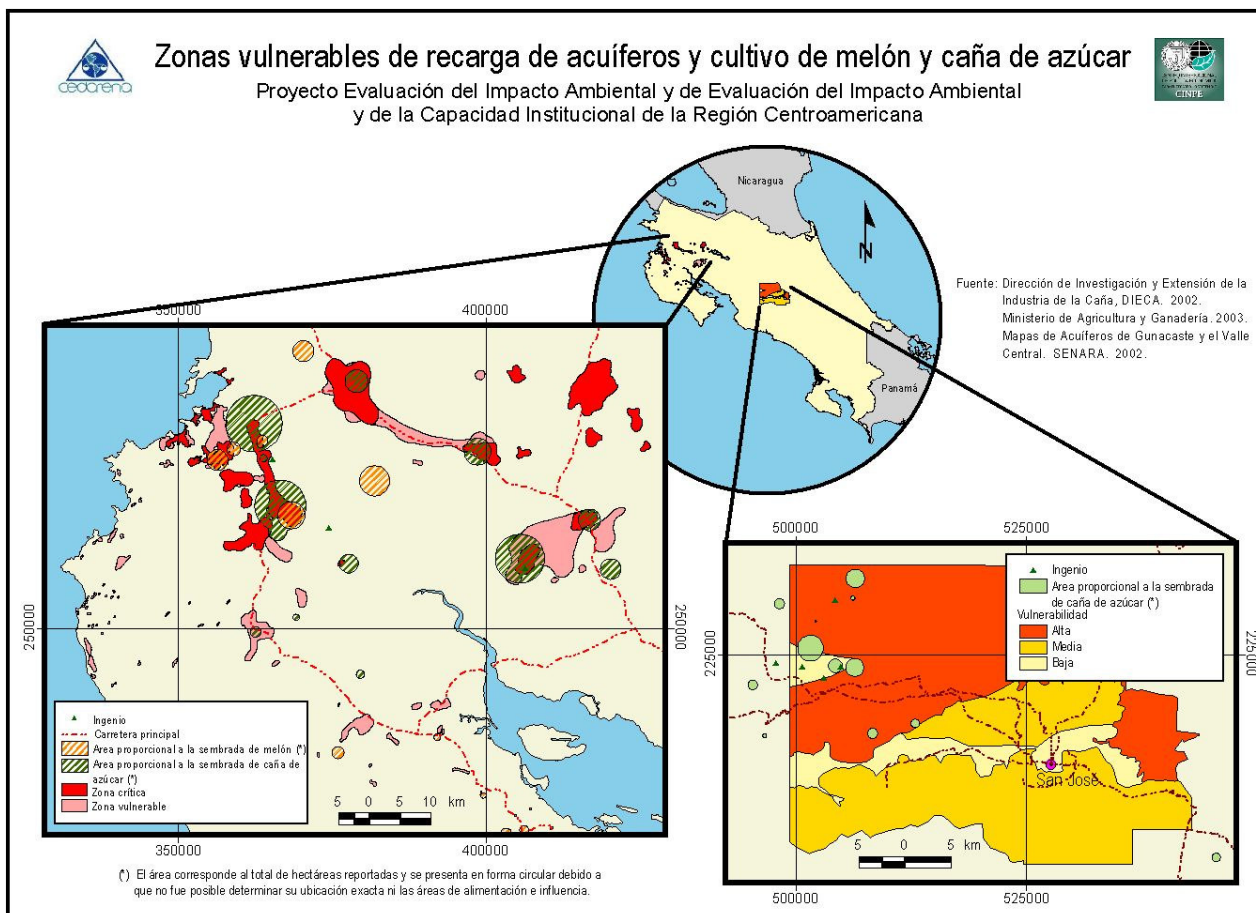 cedarena
Zonas vulnerables de recarga de acuíferos y cultivo de melón y caña de azúcar
Proyecto Evaluación del Impacto Ambiental y de Evaluación del Impacto Ambiental
y de la Capacidad Institucional de la Región Centroamericana
CINPE
Nicaragua
N
Panamá
Fuente: Dirección de Investigación y Extensión de la
Industria de la Caña, DIECA. 2002.
Ministerio de Agricultura y Ganadería. 2003.
Mapas de Acuíferos de Gunacaste y el Valle
Central. SENARA. 2002.
350000 400000
250000 250000
Ingenio
Carretera principal
Area proporcional a la sembrada de melón (*)
Area proporcional a la sembrada de caña de
azúcar (*)
Zona crítica
Zona vulnerable
5 0 5 10 km
350000 400000
(*) El área corresponde al total de hectáreas reportadas y se presenta en forma circular debido a
que no fue posible determinar su ubicación exacta ni las áreas de alimentación e influencia.
500000 525000
Ingenio
Area proporcional a la sembrada
de caña de azúcar (*)
Vulnerabilidad
Alta
Media
Baja
225000 225000
San José
5 0 5 km
500000 525000